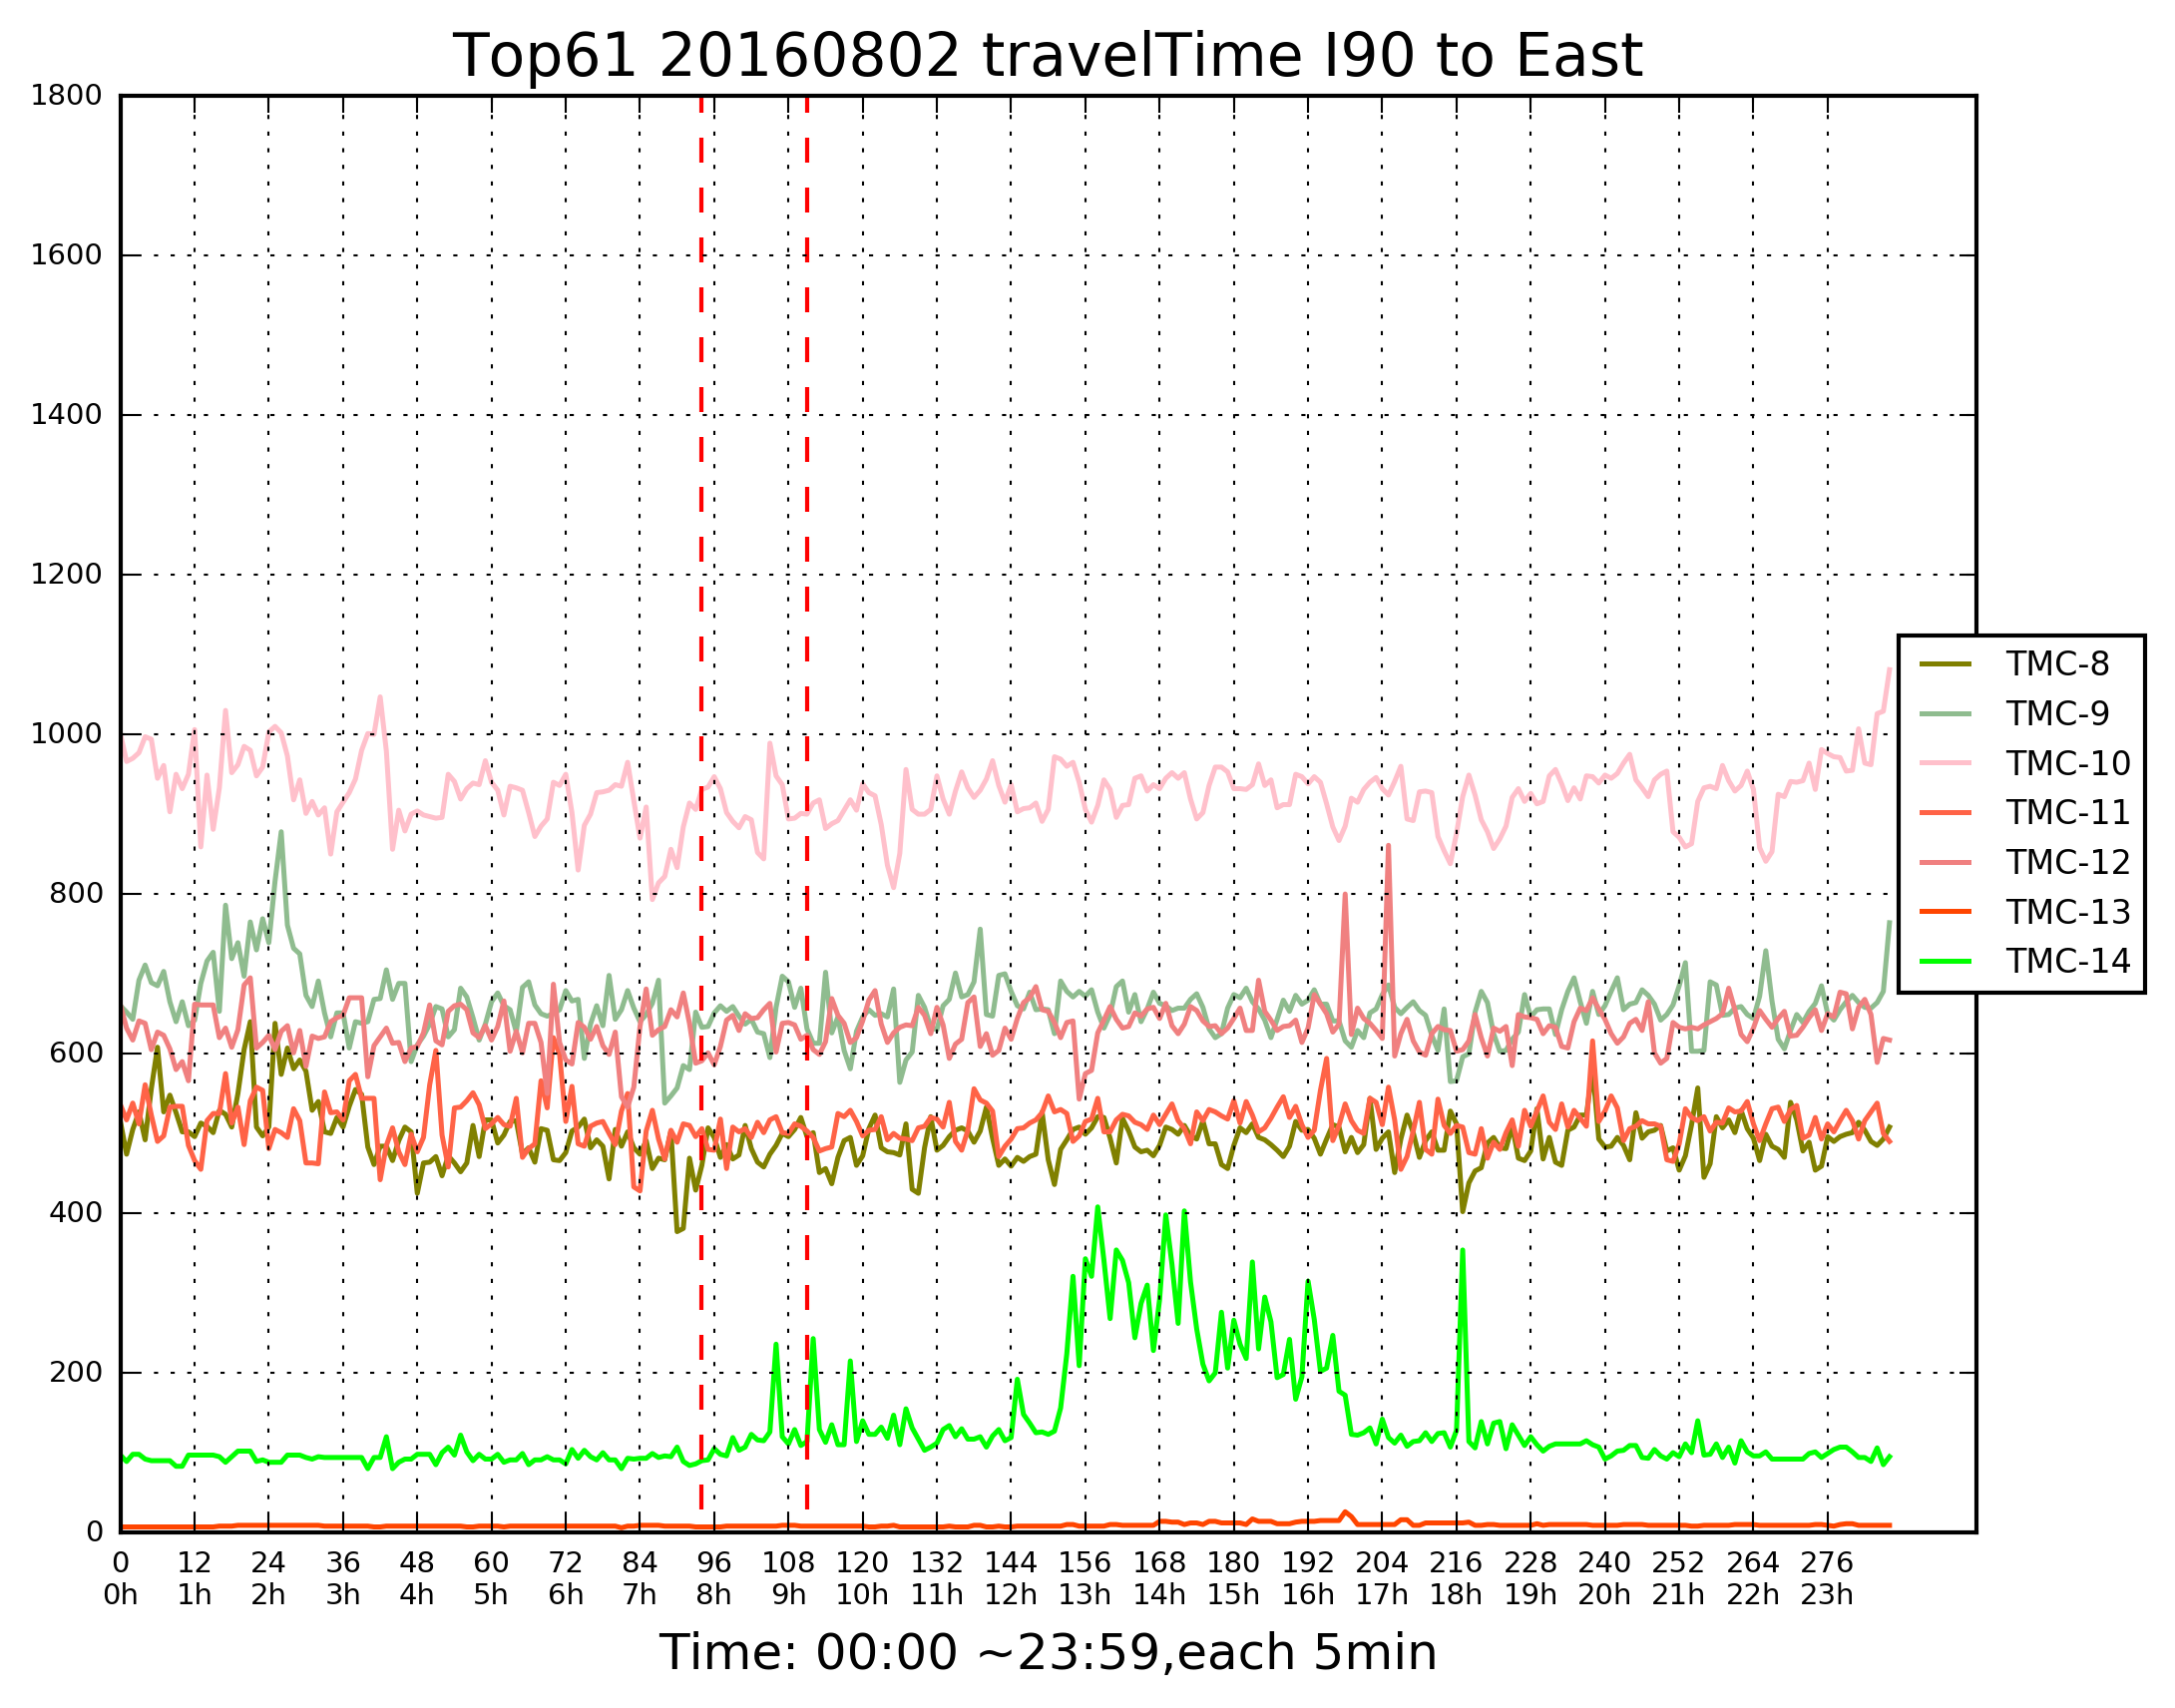 Top61 20160802 travelTime I90 to East
1800
1600
1400
1200
1000
800
600
400
200
0
TMC-8
TMC-9
TMC-10
TMC-11
TMC-12
TMC-13
TMC-14
0 12 24 36 48 60 72 84 96 108 120 132 144 156 168 180 192 204 216 228 240 252 264 276
0h 1h 2h 3h 4h 5h 6h 7h 8h 9h 10h 11h 12h 13h 14h 15h 16h 17h 18h 19h 20h 21h 22h 23h
Time: 00:00 ~23:59,each 5min